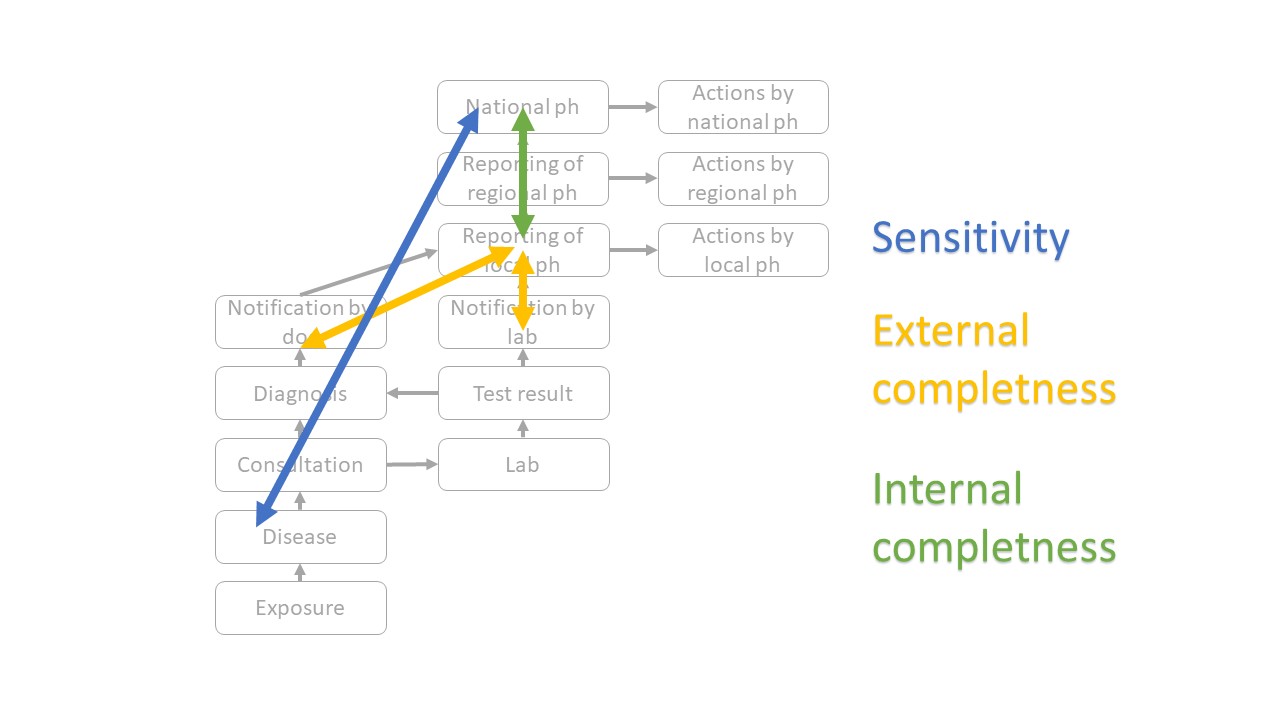 National ph
Actions by
national ph
Reporting of
regional ph
Actions by
regional ph
Reporting of
local ph
Actions by
local ph
Notification by
Notification by
lab
Diagnosis
Test result
Consultation
Lab
Disease
Exposure
Sensitivity
External
completness
Internal
completness